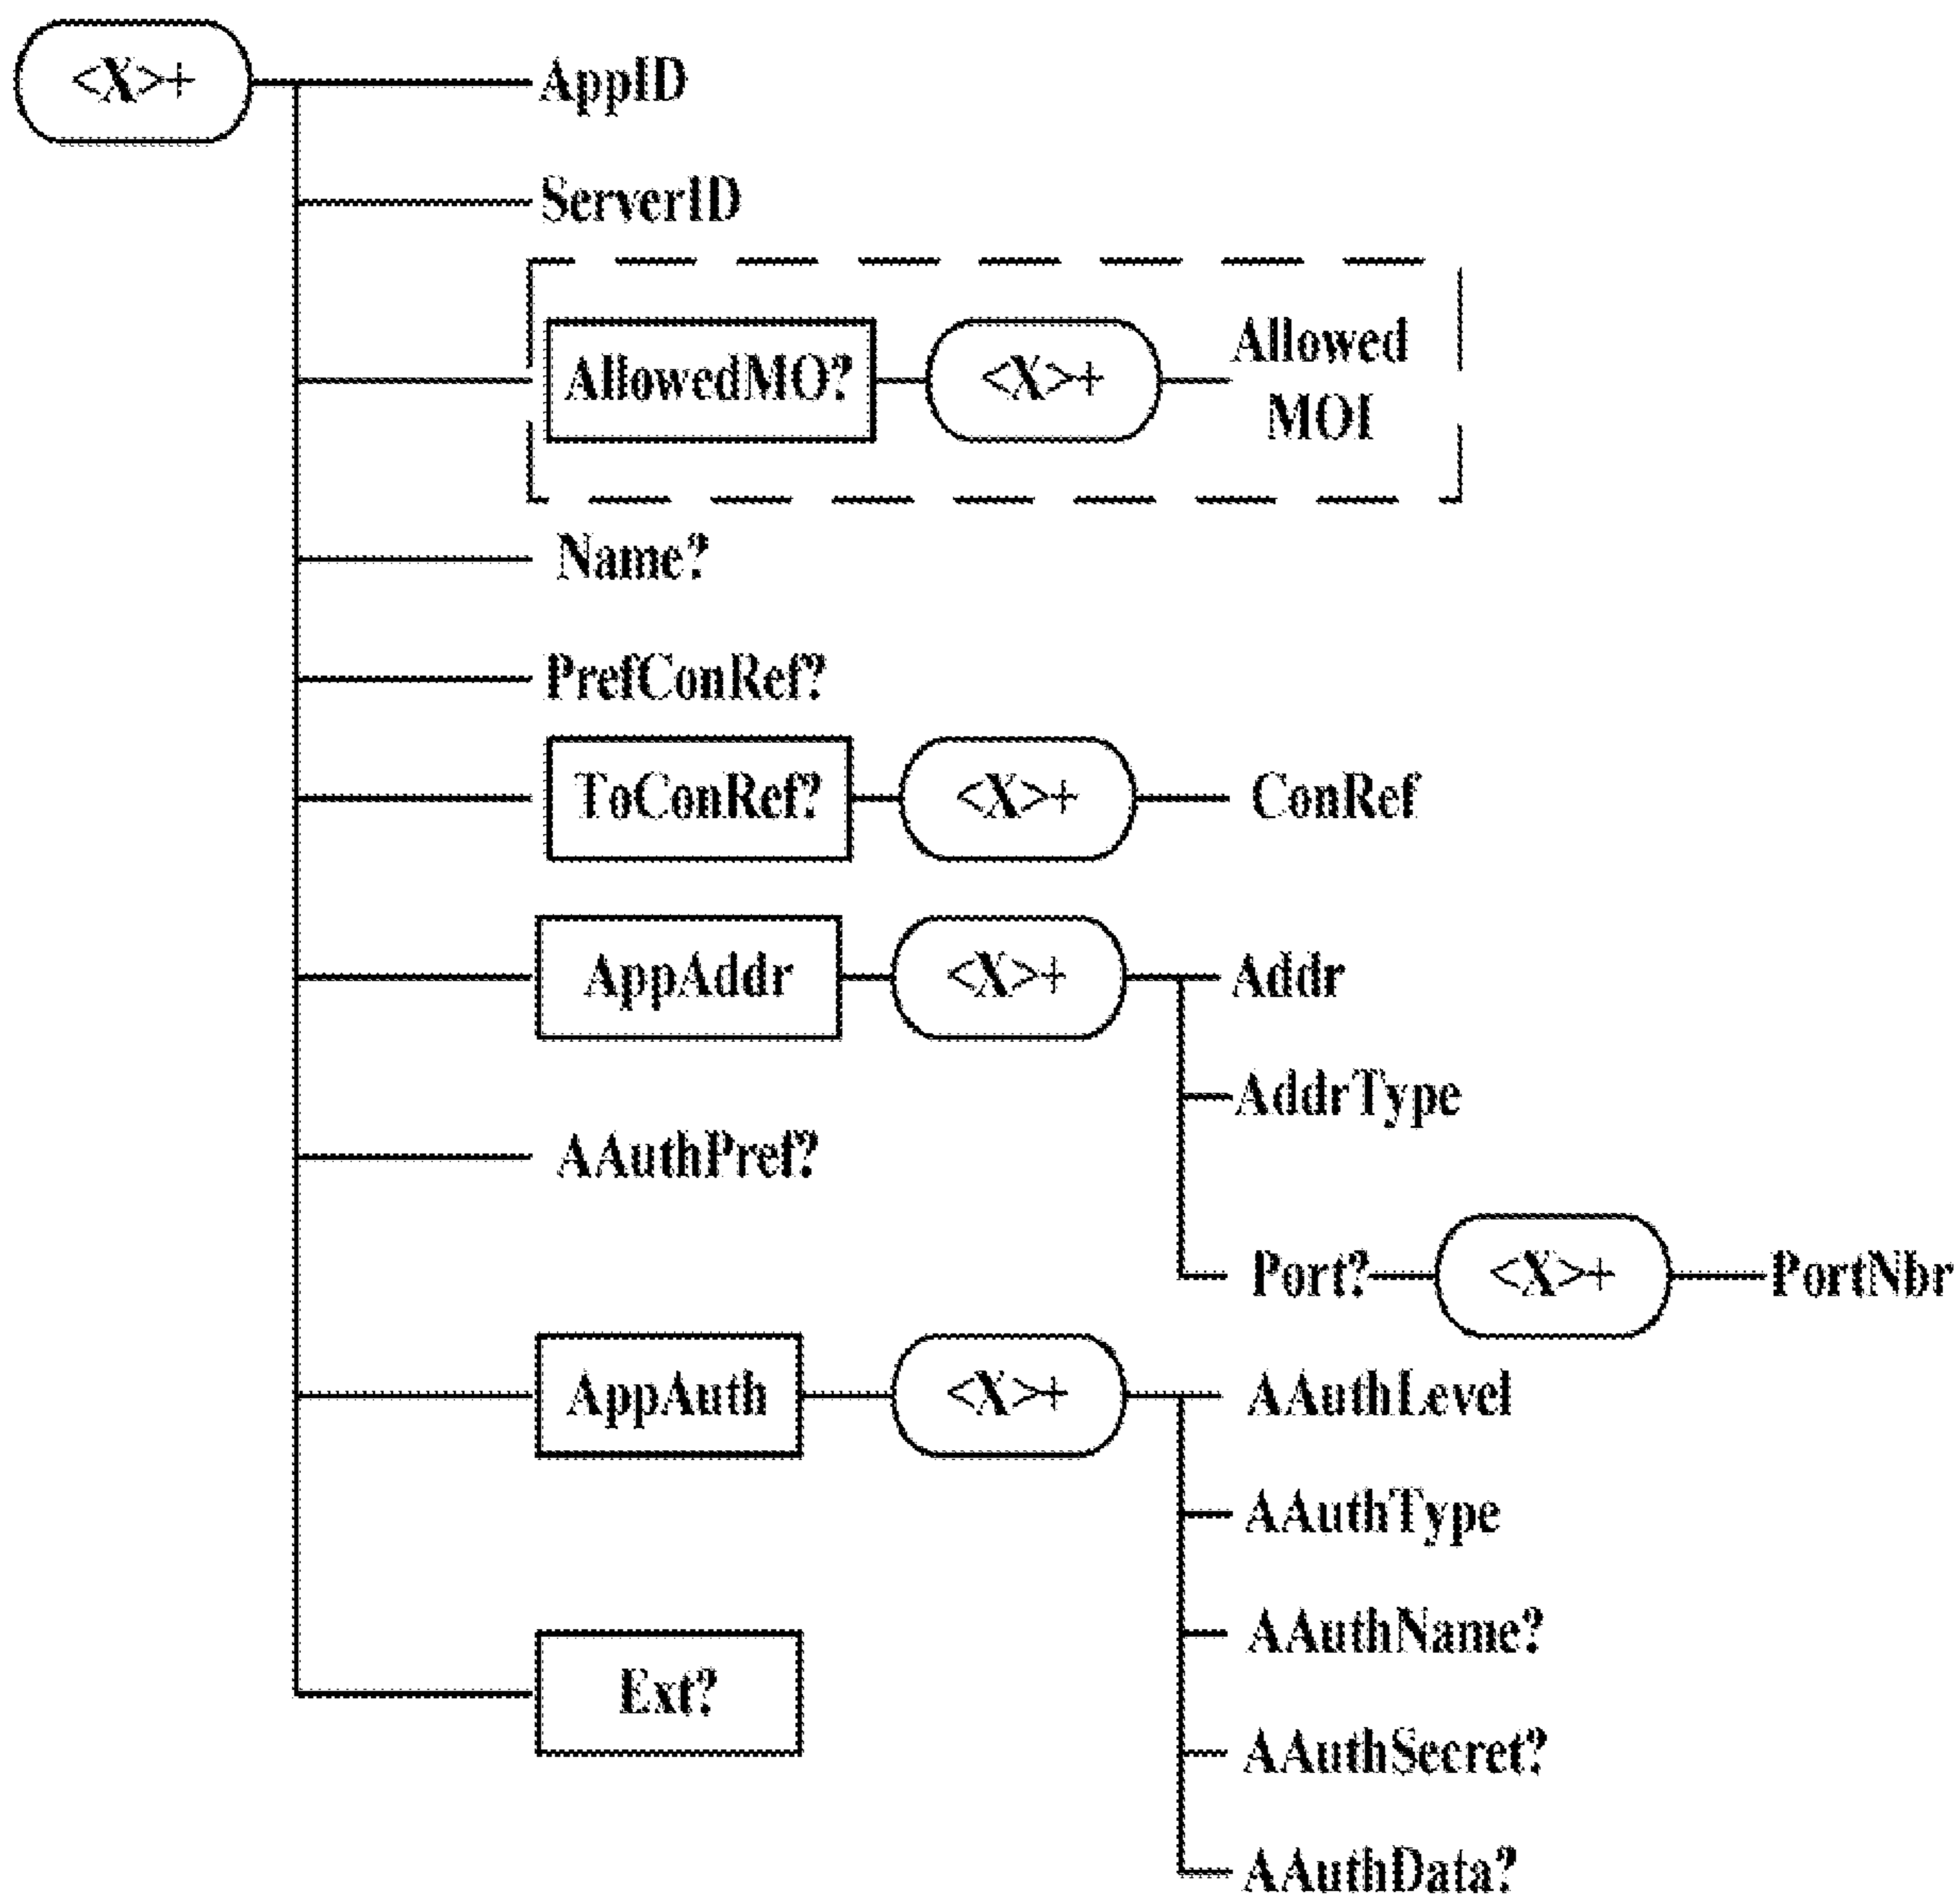 <X>+
AppID
ServerID
AllowedMO?
<X>+
Allowed
MOI
Name?
PrefConRef?
ToConRef?
<X>+
ConRef
AppAddr
<X>+
Addr
AddrType
AAuthPref?
Port?
<X>+
PortNbr
AppAuth
<X>+
AAuthLevel
AAuthType
AAuthName?
Ext?
AAuthSecret?
AAuthData?